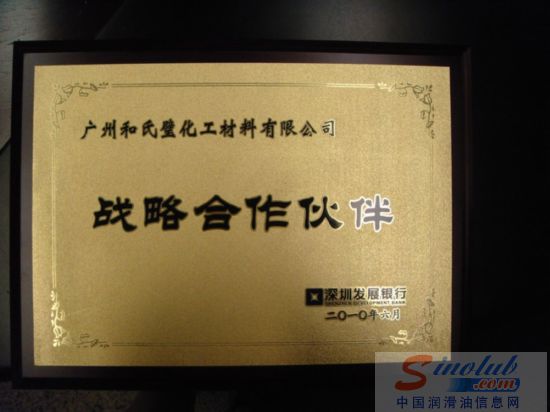 广州和氏璧化工材料有限公司
战略合作伙伴
深圳发展银行
SHENZHEN DEVELOPMENT BANK
二〇一〇年六月
Sinolub
.com
中国润滑油信息网